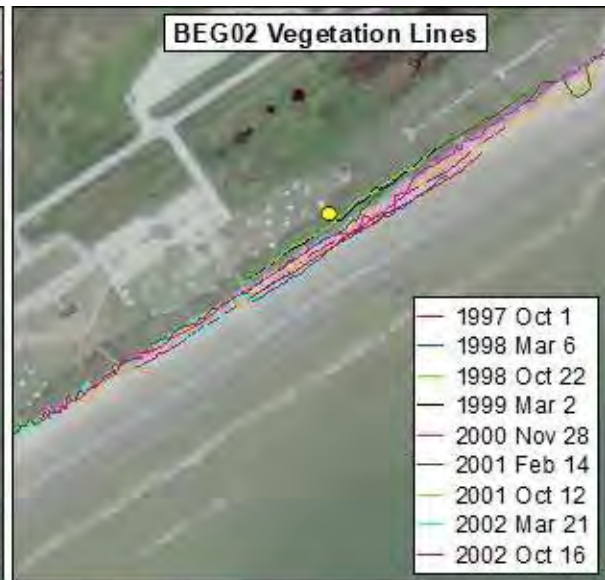 BEG02 Vegetation Lines
1997 Oct 1
1998 Mar 6
1998 Oct 22
1999 Mar 2
2000 Nov 28
2001 Feb 14
2001 Oct 12
2002 Mar 21
2002 Oct 16